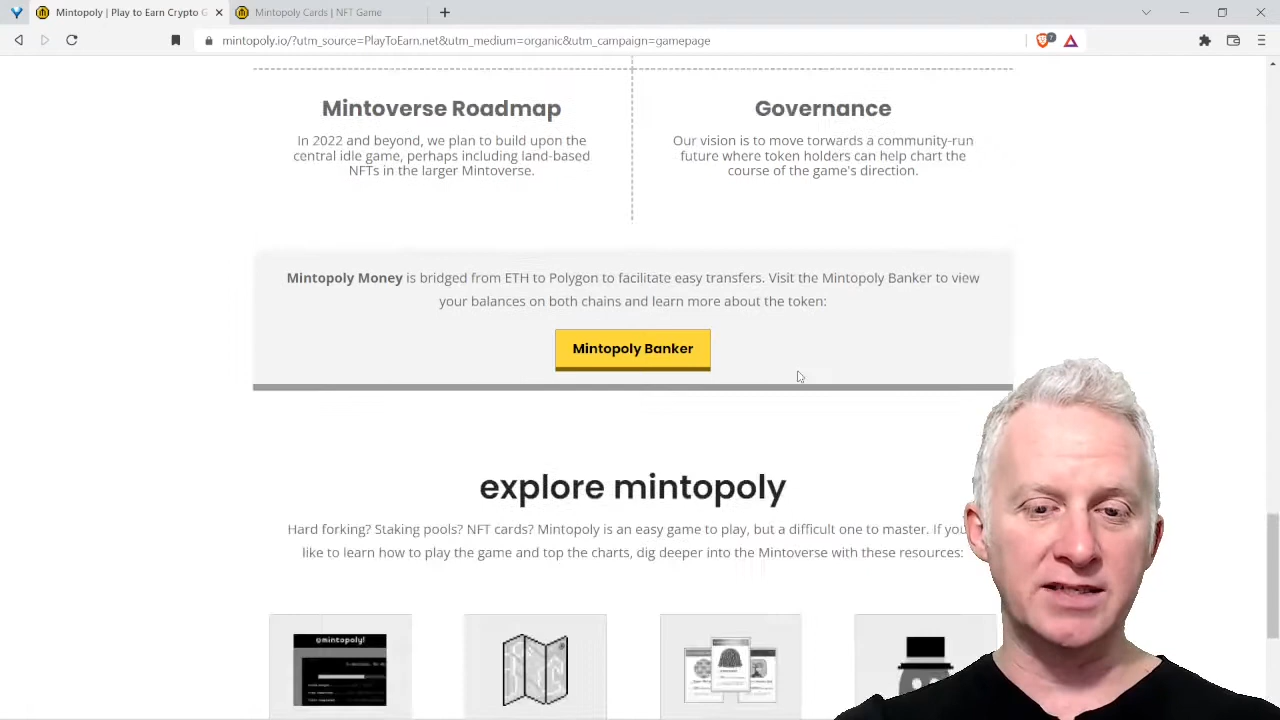 Mintopoly | Play to Earn Crypto G
Mintopoly Cards | NFT Game
mintopoly.io/?utm_source=PlayToEarn.net&utm_medium=organic&utm_campaign=gamepage
Mintoverse Roadmap
In 2022 and beyond, we plan to build upon the
central idle game, perhaps including land-based
NFTs in the larger Mintoverse.
Governance
Our vision is to move torwards a community-run
future where token holders can help chart the
course of the game's direction.
Mintopoly Money is bridged from ETH to Polygon to facilitate easy transfers. Visit the Mintopoly Banker to view
your balances on both chains and learn more about the token:
Mintopoly Banker
explore mintopoly
Hard forking? Staking pools? NFT cards? Mintopoly is an easy game to play, but a difficult one to master. If you
like to learn how to play the game and top the charts, dig deeper into the Mintoverse with these resources:
mintopoly!